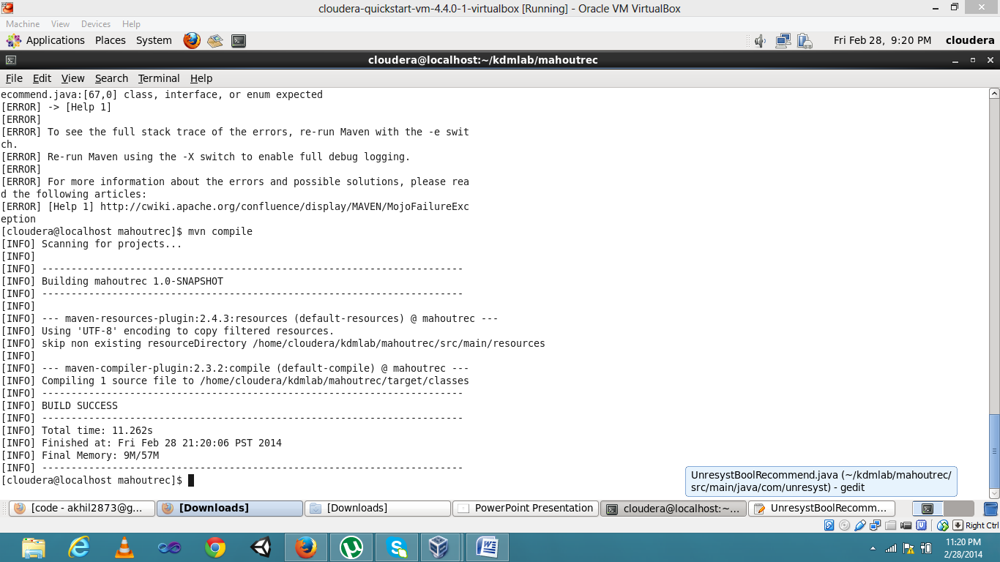 cloudera-quickstart-vm-4.4.0-1-virtualbox [Running] - Oracle VM VirtualBox
Machine View Devices Help
Applications Places System Fri Feb 28, 9:20 PM cloudera
cloudera@localhost:~/kdmlab/mahoutrec
File Edit View Search Terminal Help
ecommend.java:[67,0] class, interface, or enum expected
[ERROR] -> [Help 1]
[ERROR]
[ERROR] To see the full stack trace of the errors, re-run Maven with the -e swit
ch.
[ERROR] Re-run Maven using the -X switch to enable full debug logging.
[ERROR]
[ERROR] For more information about the errors and possible solutions, please rea
d the following articles:
[ERROR] [Help 1] http://cwiki.apache.org/confluence/display/MAVEN/MojoFailureExc
eption
[cloudera@localhost mahoutrec]$ mvn compile
[INFO] Scanning for projects...
[INFO]
[INFO] ------------------------------------------------------------------------
[INFO] Building mahoutrec 1.0-SNAPSHOT
[INFO] ------------------------------------------------------------------------
[INFO]
[INFO] --- maven-resources-plugin:2.4.3:resources (default-resources) @ mahoutrec ---
[INFO] Using 'UTF-8' encoding to copy filtered resources.
[INFO] skip non existing resourceDirectory /home/cloudera/kdmlab/mahoutrec/src/main/resources
[INFO]
[INFO] --- maven-compiler-plugin:2.3.2:compile (default-compile) @ mahoutrec ---
[INFO] Compiling 1 source file to /home/cloudera/kdmlab/mahoutrec/target/classes
[INFO] ------------------------------------------------------------------------
[INFO] BUILD SUCCESS
[INFO] ------------------------------------------------------------------------
[INFO] Total time: 11.262s
[INFO] Finished at: Fri Feb 28 21:20:06 PST 2014
[INFO] Final Memory: 9M/57M
[INFO] ------------------------------------------------------------------------
[cloudera@localhost mahoutrec]$
UnresystBoolRecommend.java (~/kdmlab/mahoutrec/
src/main/java/com/unresyst) - gedit
[code - akhil2873@g... [Downloads] [Downloads] PowerPoint Presentation cloudera@localhost:~... UnresystBoolRecomm...
Right Ctrl
11:20 PM
2/28/2014